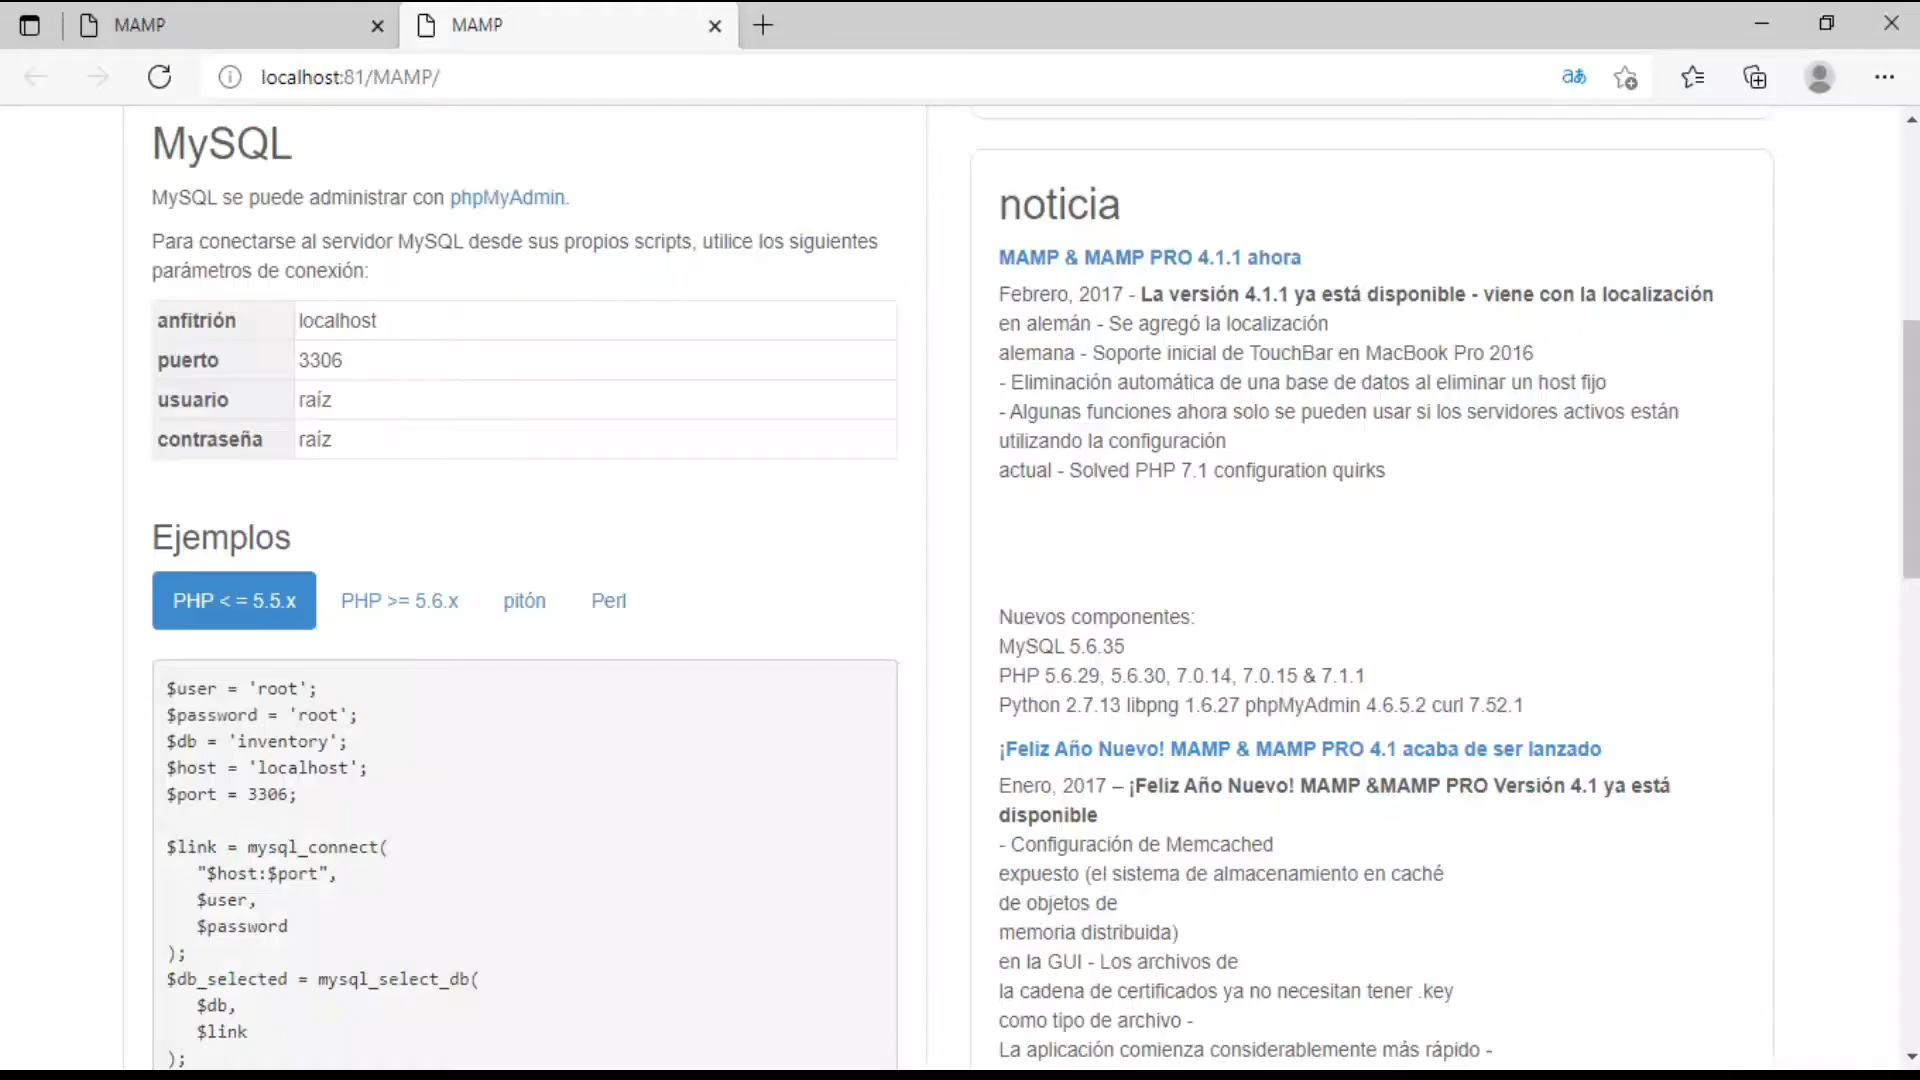 MAMP
MAMP
localhost:81/MAMP/
aあ
MySQL
MySQL se puede administrar con phpMyAdmin.
Para conectarse al servidor MySQL desde sus propios scripts, utilice los siguientes
parámetros de conexión:
anfitrión localhost
puerto 3306
usuario raíz
contraseña raíz
Ejemplos
PHP < = 5.5.x PHP >= 5.6.x pitón Perl
$user = 'root';
$password = 'root';
$db = 'inventory';
$host = 'localhost';
$port = 3306;
$link = mysql_connect(
"$host:$port",
$user,
$password
);
$db_selected = mysql_select_db(
$db,
$link
);
noticia
MAMP & MAMP PRO 4.1.1 ahora
Febrero, 2017 - La versión 4.1.1 ya está disponible - viene con la localización
en alemán - Se agregó la localización
alemana - Soporte inicial de TouchBar en MacBook Pro 2016
- Eliminación automática de una base de datos al eliminar un host fijo
- Algunas funciones ahora solo se pueden usar si los servidores activos están
utilizando la configuración
actual - Solved PHP 7.1 configuration quirks
Nuevos componentes:
MySQL 5.6.35
PHP 5.6.29, 5.6.30, 7.0.14, 7.0.15 & 7.1.1
Python 2.7.13 libpng 1.6.27 phpMyAdmin 4.6.5.2 curl 7.52.1
¡Feliz Año Nuevo! MAMP & MAMP PRO 4.1 acaba de ser lanzado
Enero, 2017 – ¡Feliz Año Nuevo! MAMP &MAMP PRO Versión 4.1 ya está
disponible
- Configuración de Memcached
expuesto (el sistema de almacenamiento en caché
de objetos de
memoria distribuida)
en la GUI - Los archivos de
la cadena de certificados ya no necesitan tener .key
como tipo de archivo -
La aplicación comienza considerablemente más rápido -